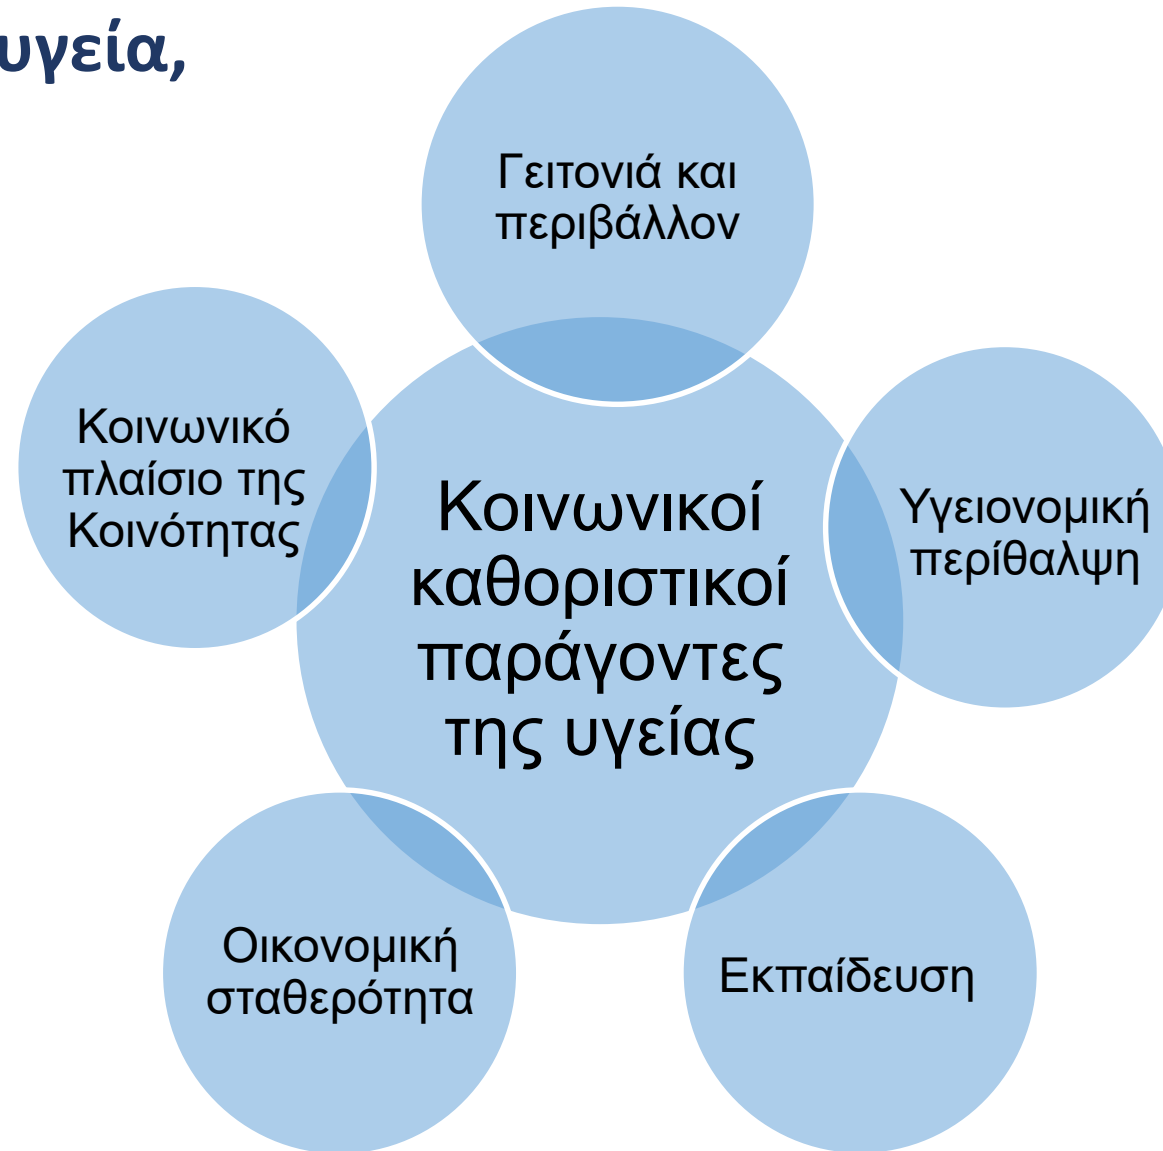 υγεία,
Γειτονιά και
περιβάλλον
Κοινωνικό
πλαίσιο της
Κοινότητας
Κοινωνικοί
καθοριστικοί
παράγοντες
της υγείας
Υγειονομική
περίθαλψη
Οικονομική
σταθερότητα
Εκπαίδευση